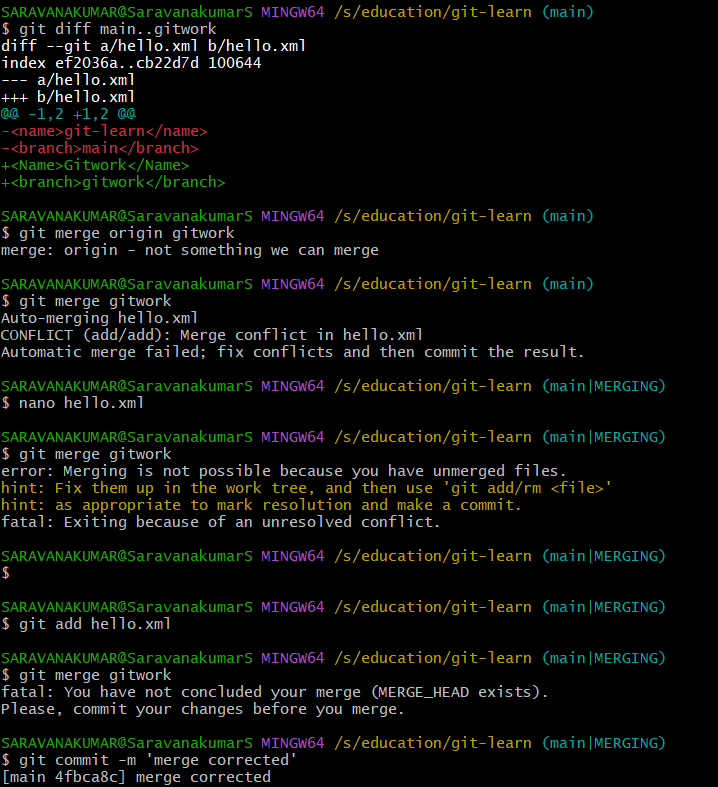 SARAVANAKUMAR@SaravanakumarS MINGW64 /s/education/git-learn (main)
$ git diff main..gitwork
diff --git a/hello.xml b/hello.xml
index ef2036a..cb22d7d 100644
--- a/hello.xml
+++ b/hello.xml
@@ -1,2 +1,2 @@
-<name>git-learn</name>
-<branch>main</branch>
+<Name>Gitwork</Name>
+<branch>gitwork</branch>
SARAVANAKUMAR@SaravanakumarS MINGW64 /s/education/git-learn (main)
$ git merge origin gitwork
merge: origin - not something we can merge
SARAVANAKUMAR@SaravanakumarS MINGW64 /s/education/git-learn (main)
$ git merge gitwork
Auto-merging hello.xml
CONFLICT (add/add): Merge conflict in hello.xml
Automatic merge failed; fix conflicts and then commit the result.
SARAVANAKUMAR@SaravanakumarS MINGW64 /s/education/git-learn (main|MERGING)
$ nano hello.xml
SARAVANAKUMAR@SaravanakumarS MINGW64 /s/education/git-learn (main|MERGING)
$ git merge gitwork
error: Merging is not possible because you have unmerged files.
hint: Fix them up in the work tree, and then use 'git add/rm <file>'
hint: as appropriate to mark resolution and make a commit.
fatal: Exiting because of an unresolved conflict.
SARAVANAKUMAR@SaravanakumarS MINGW64 /s/education/git-learn (main|MERGING)
$
SARAVANAKUMAR@SaravanakumarS MINGW64 /s/education/git-learn (main|MERGING)
$ git add hello.xml
SARAVANAKUMAR@SaravanakumarS MINGW64 /s/education/git-learn (main|MERGING)
$ git merge gitwork
fatal: You have not concluded your merge (MERGE_HEAD exists).
Please, commit your changes before you merge.
SARAVANAKUMAR@SaravanakumarS MINGW64 /s/education/git-learn (main|MERGING)
$ git commit -m 'merge corrected'
[main 4fbca8c] merge corrected